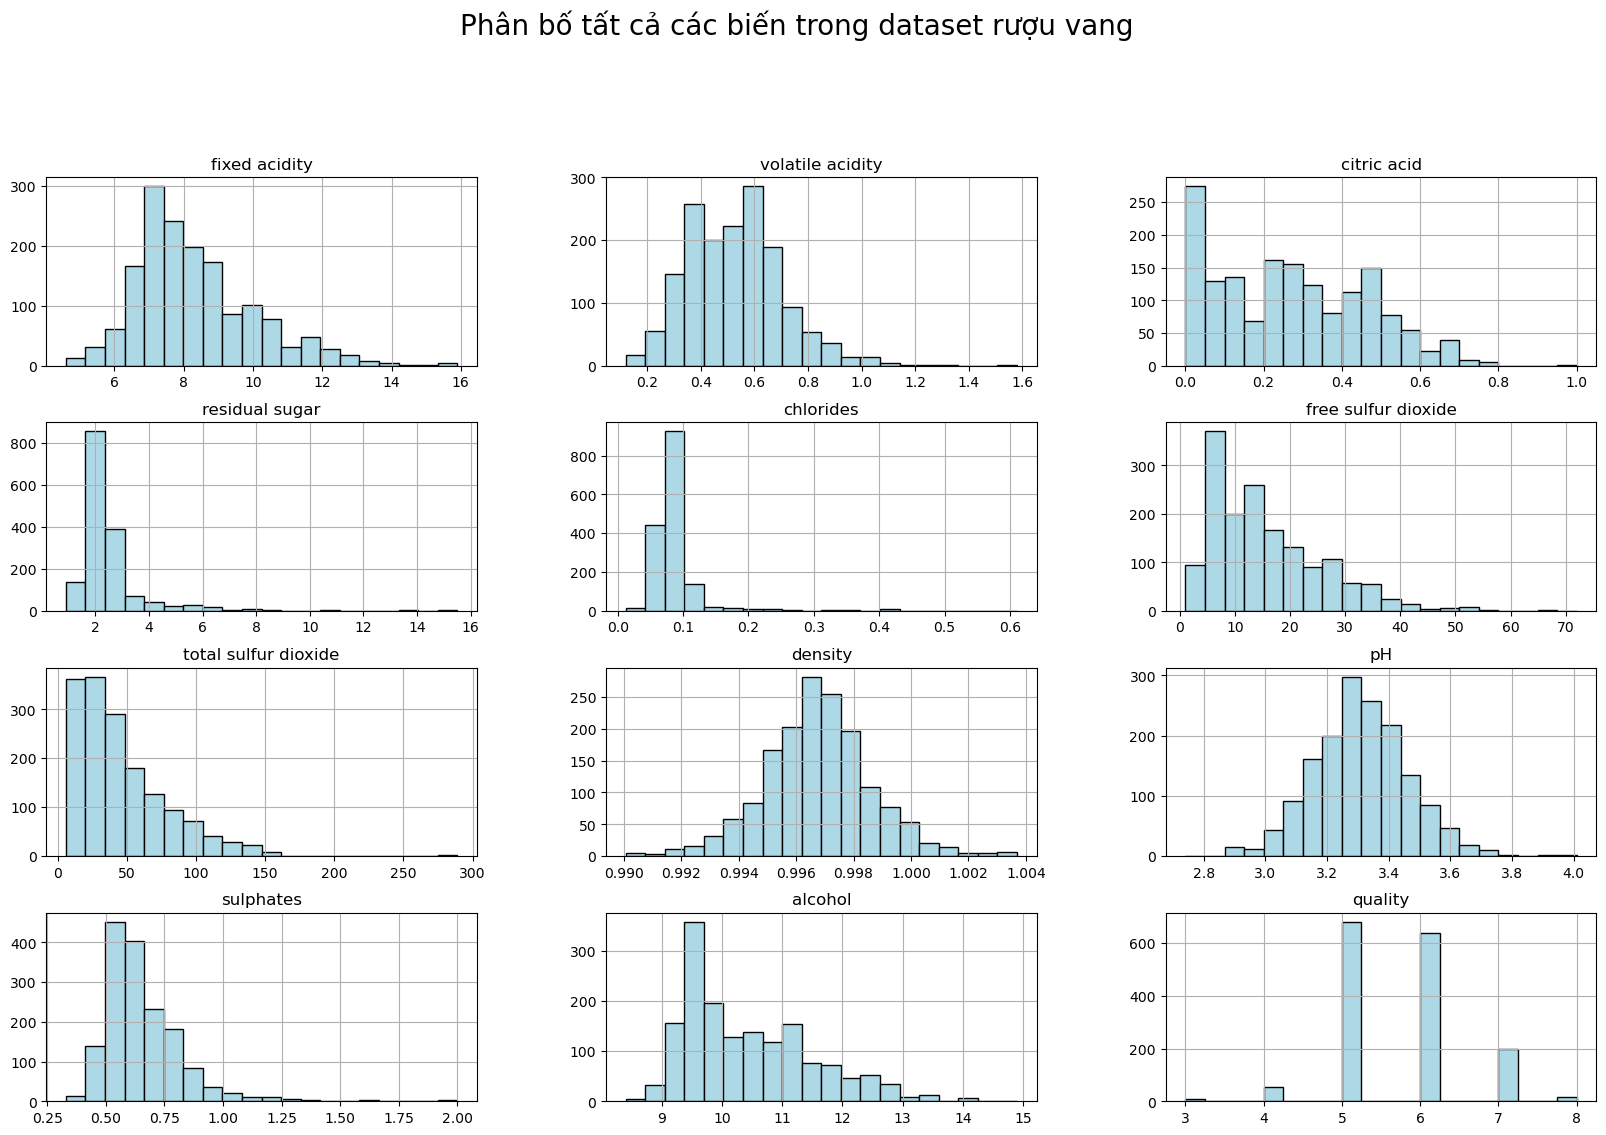 Phân bố tất cả các biến trong dataset rượu vang
fixed acidity
300
200
100
0
6 8 10 12 14 16
volatile acidity
300
200
100
0
0.2 0.4 0.6 0.8 1.0 1.2 1.4 1.6
citric acid
250
200
150
100
50
0
0.0 0.2 0.4 0.6 0.8 1.0
residual sugar
800
600
400
200
0
2 4 6 8 10 12 14 16
chlorides
800
600
400
200
0
0.0 0.1 0.2 0.3 0.4 0.5 0.6
free sulfur dioxide
300
200
100
0
0 10 20 30 40 50 60 70
total sulfur dioxide
300
200
100
0
0 50 100 150 200 250 300
density
250
200
150
100
50
0
0.990 0.992 0.994 0.996 0.998 1.000 1.002 1.004
pH
300
200
100
0
2.8 3.0 3.2 3.4 3.6 3.8 4.0
sulphates
400
300
200
100
0
0.25 0.50 0.75 1.00 1.25 1.50 1.75 2.00
alcohol
300
200
100
0
9 10 11 12 13 14 15
quality
600
400
200
0
3 4 5 6 7 8